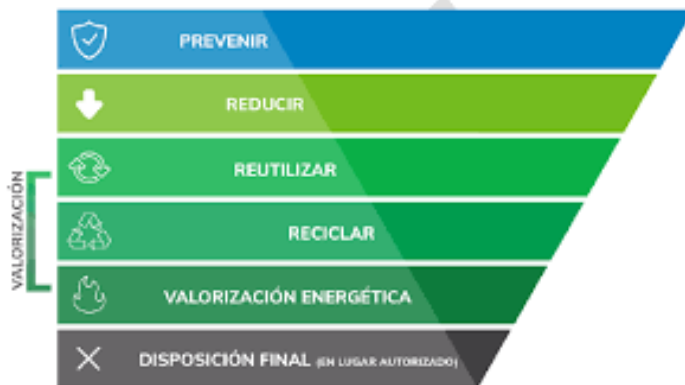 PREVENIR
REDUCIR
REUTILIZAR
RECICLAR
VALORIZACIÓN ENERGÉTICA
DISPOSICIÓN FINAL (EN LUGAR AUTORIZADO)
VALORIZACIÓN